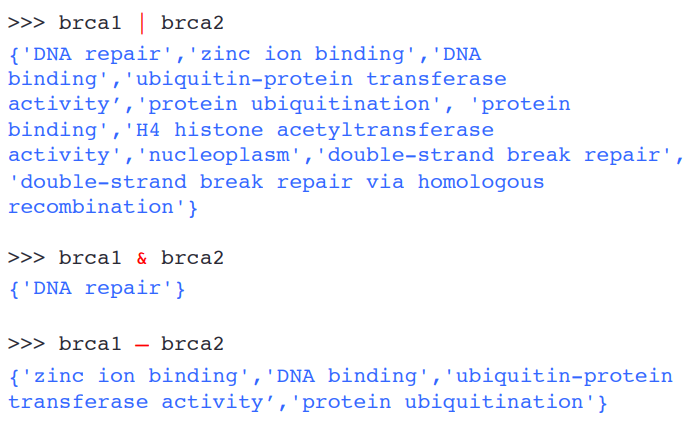 >>> brca1 | brca2
{'DNA repair','zinc ion binding','DNA
binding','ubiquitin-protein transferase
activity’,'protein ubiquitination', 'protein
binding','H4 histone acetyltransferase
activity','nucleoplasm','double-strand break repair',
'double-strand break repair via homologous
recombination'}
>>> brca1 & brca2
{'DNA repair'}
>>> brca1 – brca2
{'zinc ion binding','DNA binding','ubiquitin-protein
transferase activity’,'protein ubiquitination'}